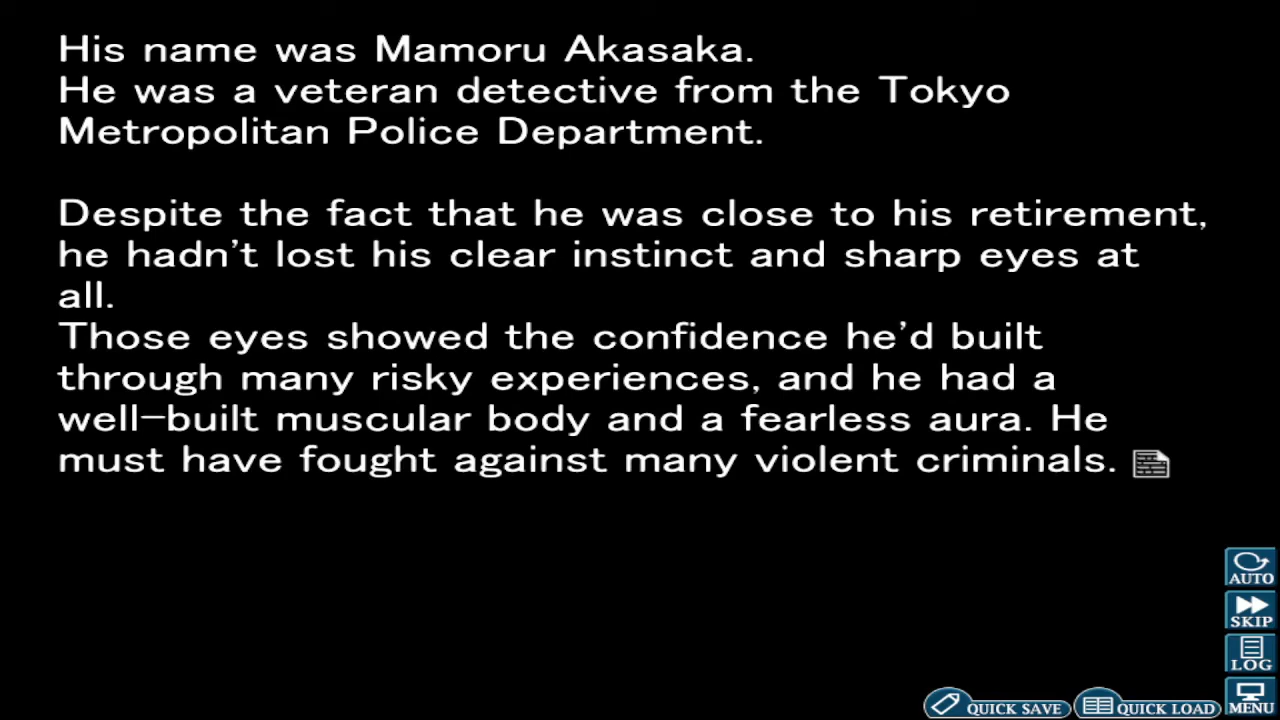 His name was Mamoru Akasaka.
He was a veteran detective from the Tokyo
Metropolitan Police Department.
Despite the fact that he was close to his retirement,
he hadn't lost his clear instinct and sharp eyes at
all.
Those eyes showed the confidence he'd built
through many risky experiences, and he had a
well-built muscular body and a fearless aura. He
must have fought against many violent criminals.
AUTO
SKIP
LOG
QUICK SAVE QUICK LOAD MENU